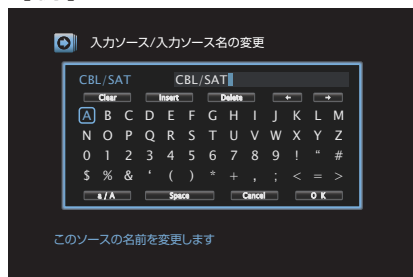 入力ソース/入力ソース名の変更
CBL/SAT CBL/SAT
Clear Insert Delete ← →
A B C D E F G H I J K L M
N O P Q R S T U V W X Y Z
0 1 2 3 4 5 6 7 8 9 ! “ #
$ % & ‘ ( ) * + , ; < = >
a / A Space Cancel O K
このソースの名前を変更します